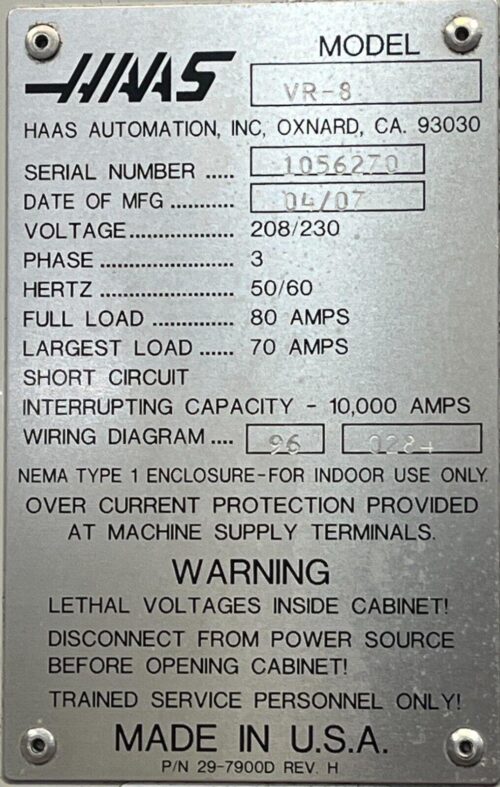 MODEL
HAAS
VR-8
HAAS AUTOMATION, INC, OXNARD, CA. 93030
SERIAL NUMBER ..... 1056270
DATE OF MFG ........... 04/07
VOLTAGE.................. 208/230
PHASE ....................... 3
HERTZ ....................... 50/60
FULL LOAD .............. 80 AMPS
LARGEST LOAD ...... 70 AMPS
SHORT CIRCUIT
INTERRUPTING CAPACITY - 10,000 AMPS
WIRING DIAGRAM .... 96 0284
NEMA TYPE 1 ENCLOSURE-FOR INDOOR USE ONLY.
OVER CURRENT PROTECTION PROVIDED
AT MACHINE SUPPLY TERMINALS.
WARNING
LETHAL VOLTAGES INSIDE CABINET!
DISCONNECT FROM POWER SOURCE
BEFORE OPENING CABINET!
TRAINED SERVICE PERSONNEL ONLY!
MADE IN U.S.A.
P/N 29-7900D REV. H